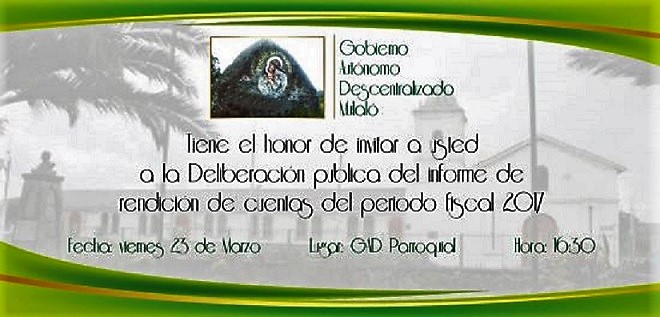 Gobierno
Autónomo
Descentralizado
Mulaló
Tiene el honor de invitar a usted
a la Deliberación publica del informe de
rendición de cuentas del periodo fiscal 2017
Fecha: viernes 23 de Marzo Lugar: GAD Parroquial Hora: 16:30